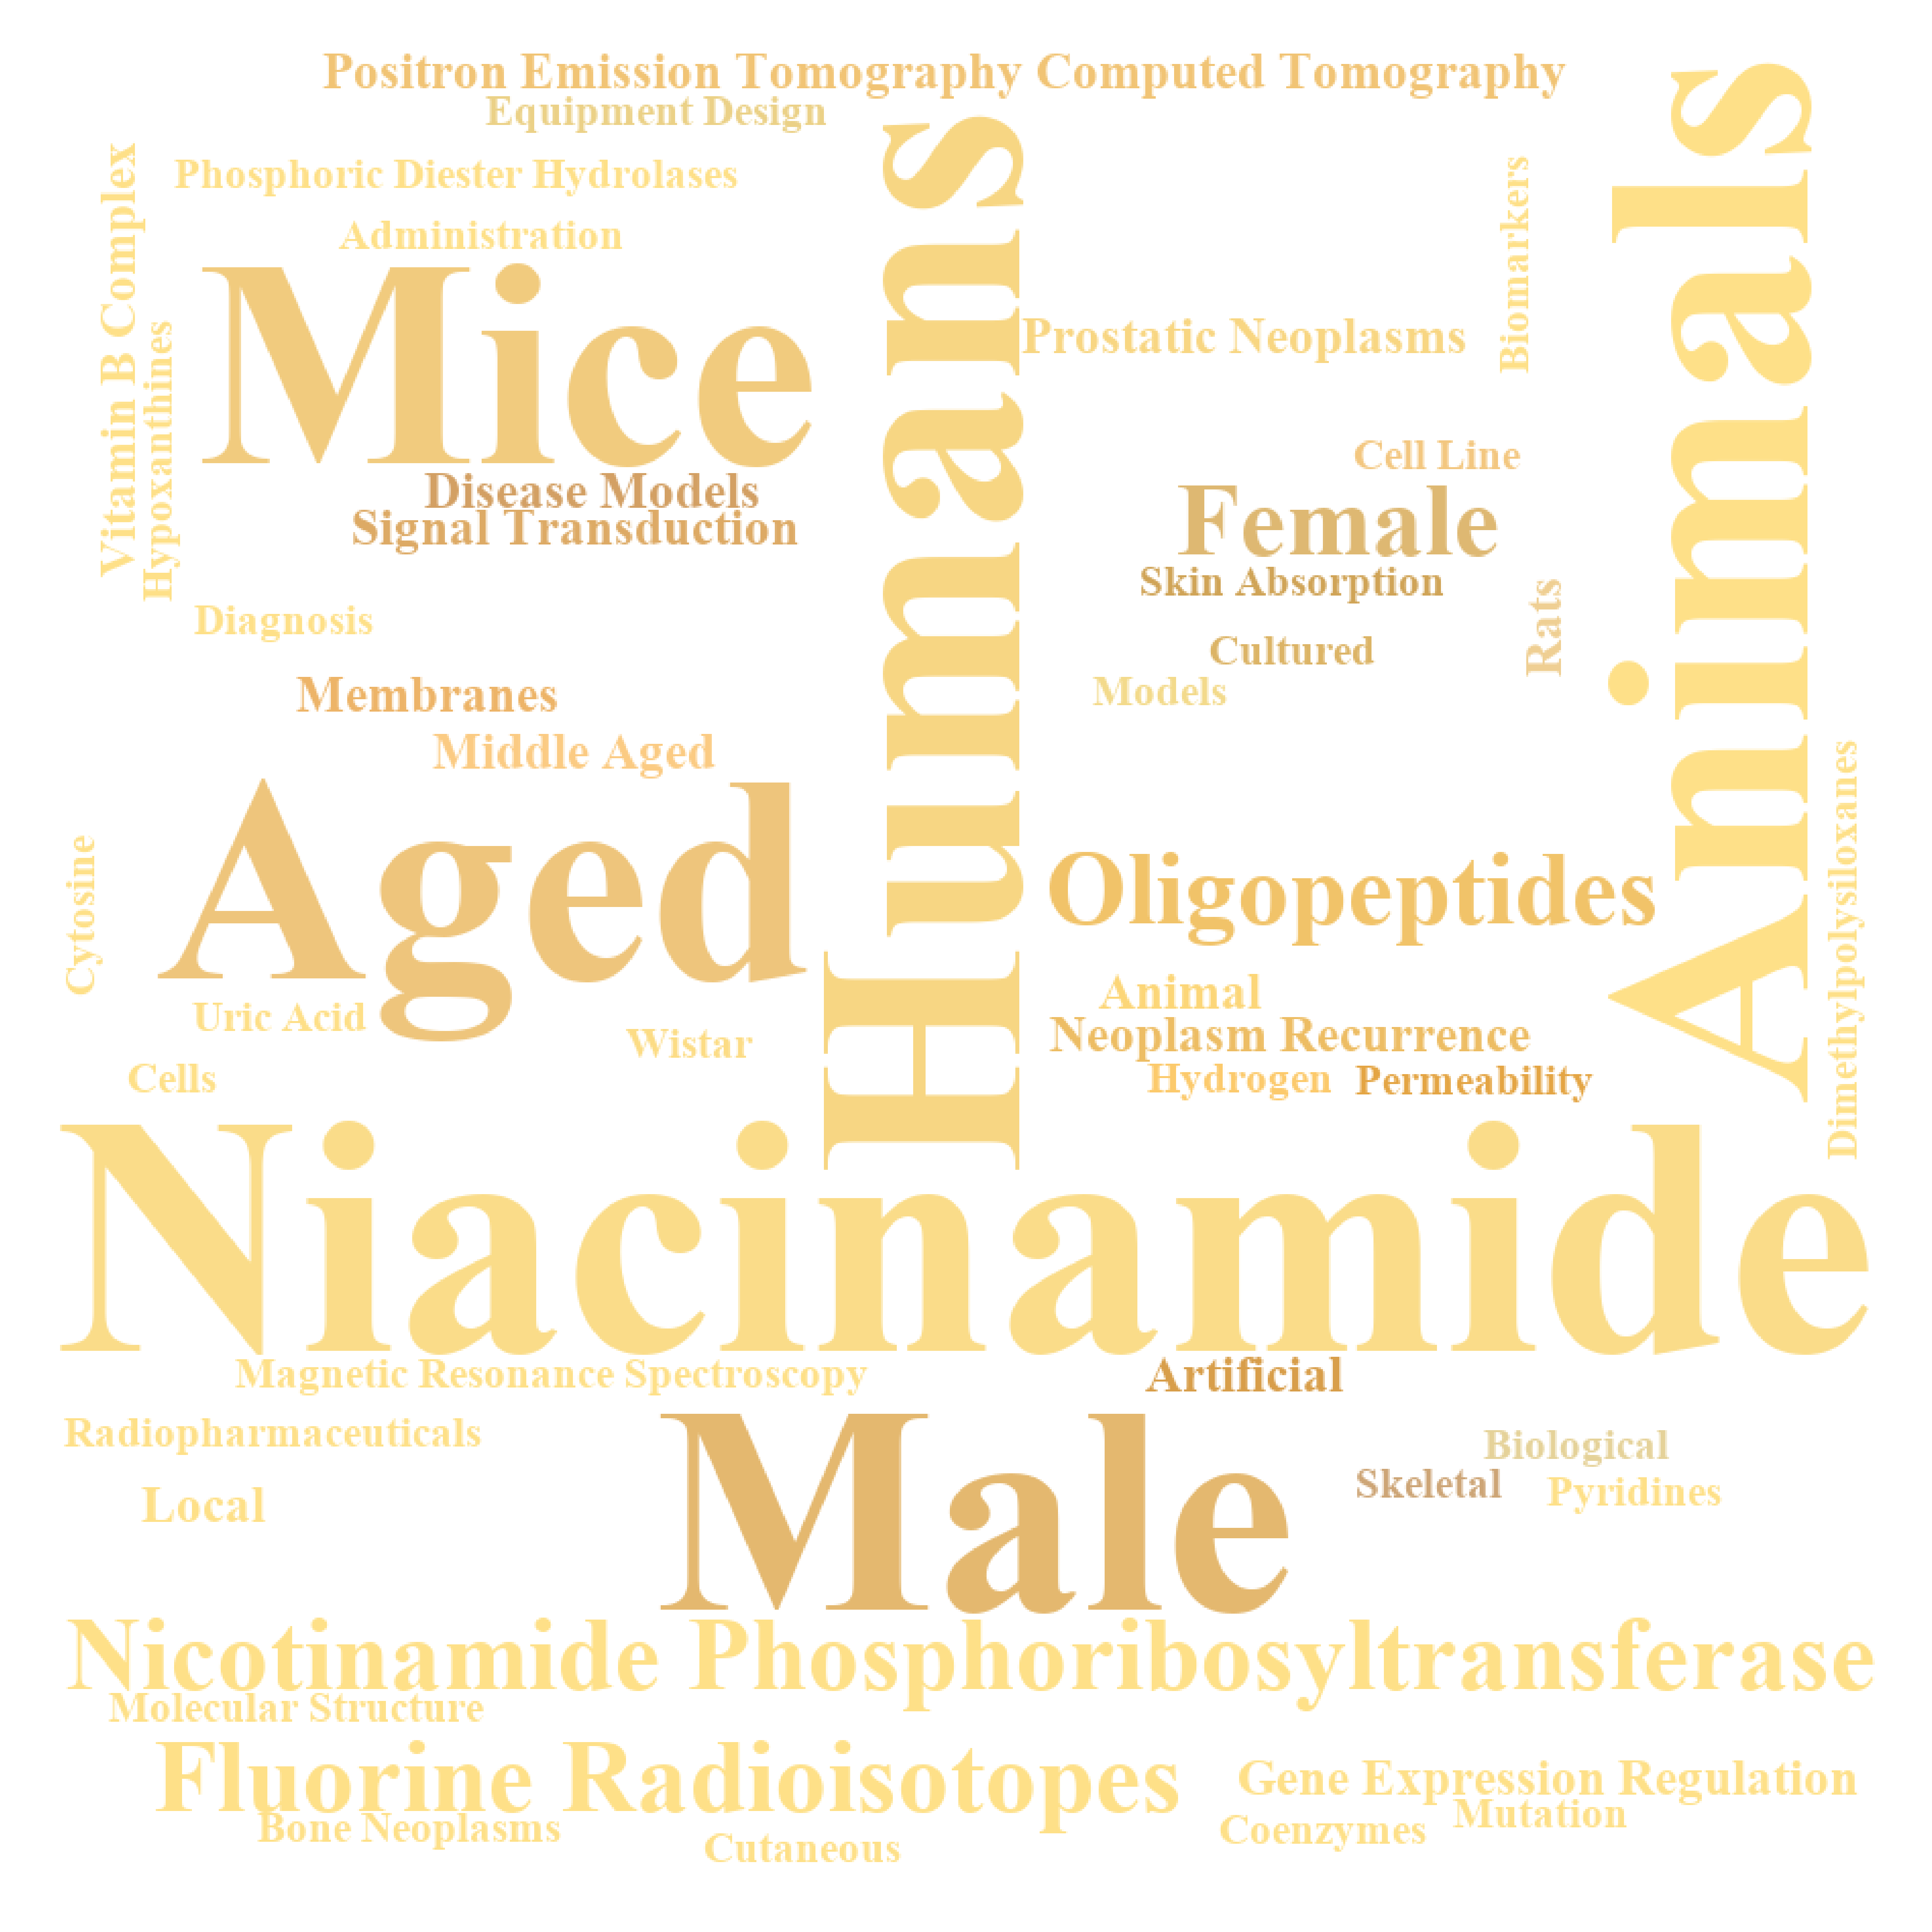 Positron Emission Tomography Computed Tomography
Equipment Design
Phosphoric Diester Hydrolases
Administration
Vitamin B Complex
Hypoxanthines
Mice
Humans
Animals
Biomarkers
Prostatic Neoplasms
Disease Models
Signal Transduction
Cell Line
Female
Skin Absorption
Rats
Diagnosis
Cultured
Models
Membranes
Middle Aged
Aged
Cytosine
Oligopeptides
Dimethylpolysiloxanes
Uric Acid
Wistar
Animal
Neoplasm Recurrence
Cells
Hydrogen
Permeability
Niacinamide
Magnetic Resonance Spectroscopy
Artificial
Radiopharmaceuticals
Male
Biological
Local
Skeletal
Pyridines
Nicotinamide Phosphoribosyltransferase
Molecular Structure
Fluorine Radioisotopes
Gene Expression Regulation
Bone Neoplasms
Cutaneous
Coenzymes
Mutation